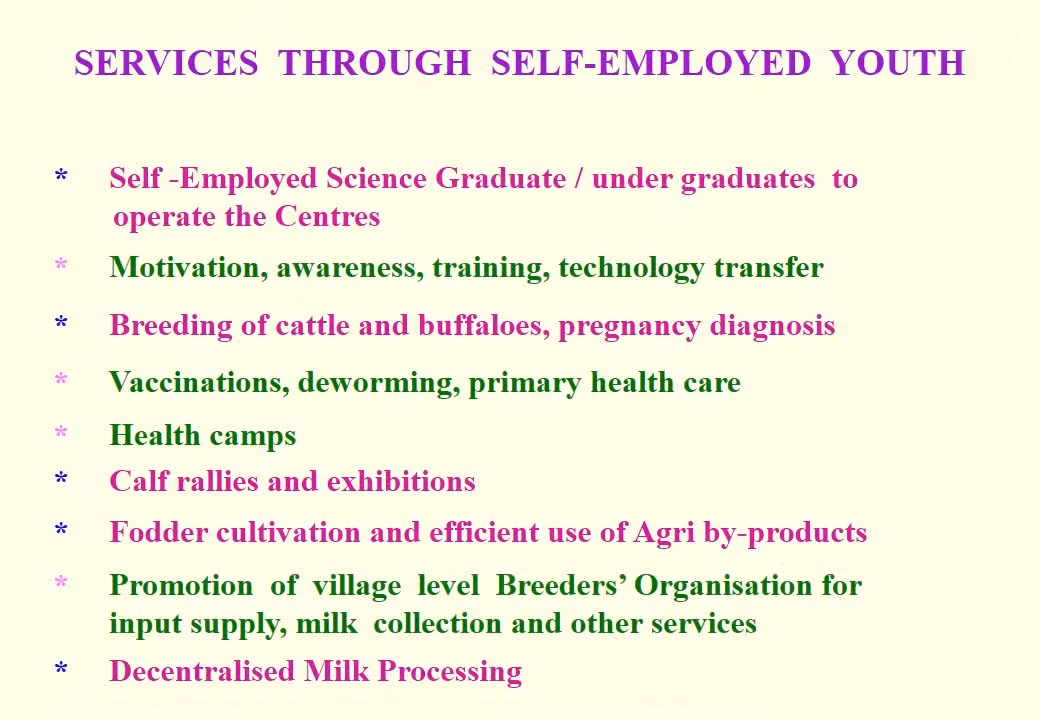 SERVICES THROUGH SELF-EMPLOYED YOUTH
* Self -Employed Science Graduate / under graduates to
operate the Centres
* Motivation, awareness, training, technology transfer
* Breeding of cattle and buffaloes, pregnancy diagnosis
* Vaccinations, deworming, primary health care
* Health camps
* Calf rallies and exhibitions
* Fodder cultivation and efficient use of Agri by-products
* Promotion of village level Breeders’ Organisation for
input supply, milk collection and other services
* Decentralised Milk Processing